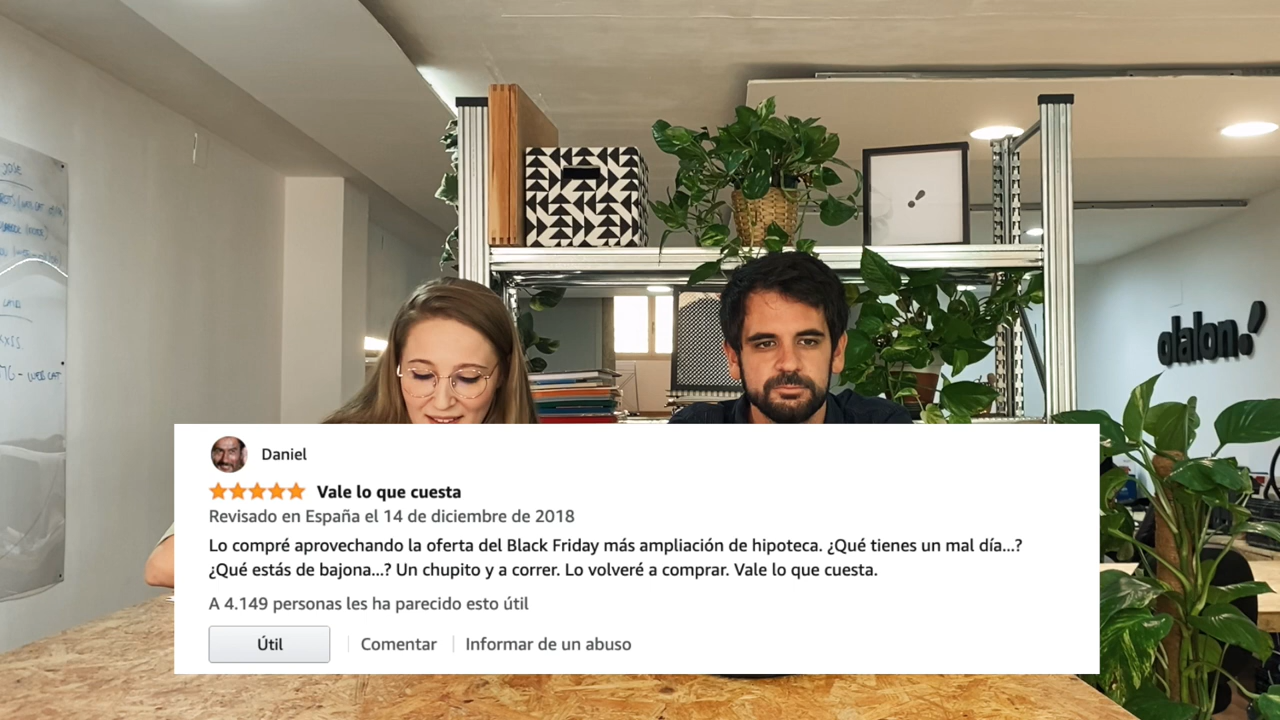 olalon!
Daniel
Vale lo que cuesta
Revisado en España el 14 de diciembre de 2018
Lo compré aprovechando la oferta del Black Friday más ampliación de hipoteca. ¿Qué tienes un mal día...?
¿Qué estás de bajona...? Un chupito y a correr. Lo volveré a comprar. Vale lo que cuesta.
A 4.149 personas les ha parecido esto útil
Útil | Comentar | Informar de un abuso